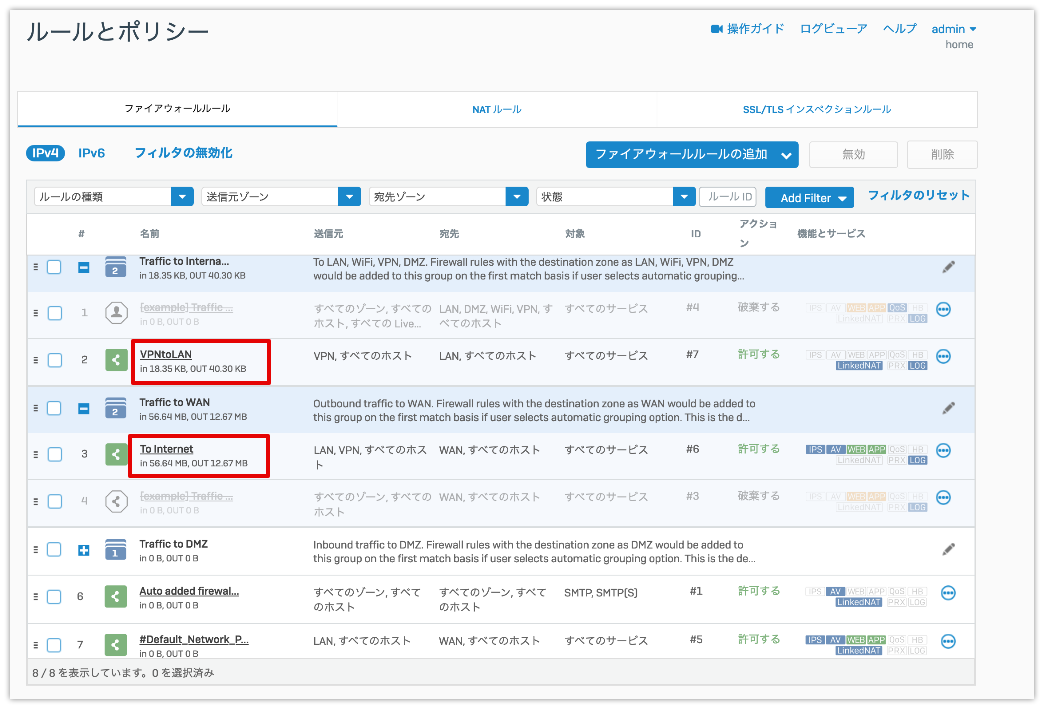 ルールとポリシー
操作ガイド ログビューア ヘルプ admin
home
ファイアウォールルール NAT ルール SSL/TLS インスペクションルール
IPv4 IPv6 フィルタの無効化 ファイアウォールルールの追加 無効 削除
ルールの種類 送信元ゾーン 宛先ゾーン 状態 ルール ID Add Filter フィルタのリセット
# 名前 送信元 宛先 対象 ID アクション 機能とサービス
2 Traffic to Interna... To LAN, WiFi, VPN, DMZ. Firewall rules with the destination zone as LAN, WiFi, VPN, DMZ
in 18.35 KB, OUT 40.30 KB would be added to this group on the first match basis if user selects automatic grouping...
1 [example] Traffic ... すべてのゾーン, すべての LAN, DMZ, WiFi, VPN, す すべてのサービス #4 破棄する IPS AV WEB APP QoS HB
in 0 B, OUT 0 B ホスト, すべての Live... べてのホスト LinkedNAT PRX LOG
2 VPNtoLAN VPN, すべてのホスト LAN, すべてのホスト すべてのサービス #7 許可する IPS AV WEB APP QoS HB
in 18.35 KB, OUT 40.30 KB LinkedNAT PRX LOG
2 Traffic to WAN Outbound traffic to WAN. Firewall rules with the destination zone as WAN would be added to
in 56.64 MB, OUT 12.67 MB this group on the first match basis if user selects automatic grouping option. This is the d...
3 To Internet LAN, VPN, すべてのホス WAN, すべてのホスト すべてのサービス #6 許可する IPS AV WEB APP QoS HB
in 56.64 MB, OUT 12.67 MB ト LinkedNAT PRX LOG
4 [example] Traffic ... すべてのゾーン, すべての WAN, すべてのホスト すべてのサービス #3 破棄する IPS AV WEB APP QoS HB
in 0 B, OUT 0 B ホスト LinkedNAT PRX LOG
1 Traffic to DMZ Inbound traffic to DMZ. Firewall rules with the destination zone as DMZ would be added to
in 0 B, OUT 0 B this group on the first match basis if user selects automatic grouping option. This is the de...
6 Auto added firewal... すべてのゾーン, すべて すべてのゾーン, すべて SMTP, SMTP(S) #1 許可する IPS AV WEB APP QoS HB
in 0 B, OUT 0 B のホスト のホスト LinkedNAT PRX LOG
7 #Default_Network_P... LAN, すべてのホスト WAN, すべてのホスト すべてのサービス #5 許可する IPS AV WEB APP QoS HB
in 0 B, OUT 0 B LinkedNAT PRX LOG
8 / 8 を表示しています。0 を選択済み